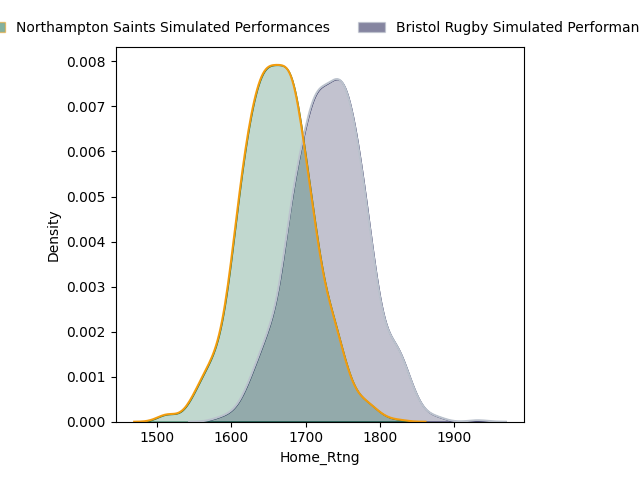 Northampton Saints Simulated Performances
Bristol Rugby Simulated
0.008
0.007
0.006
0.005
0.004
0.003
0.002
0.001
0.000
Density
1500 1600 1700 1800 1900
Home_Rtng